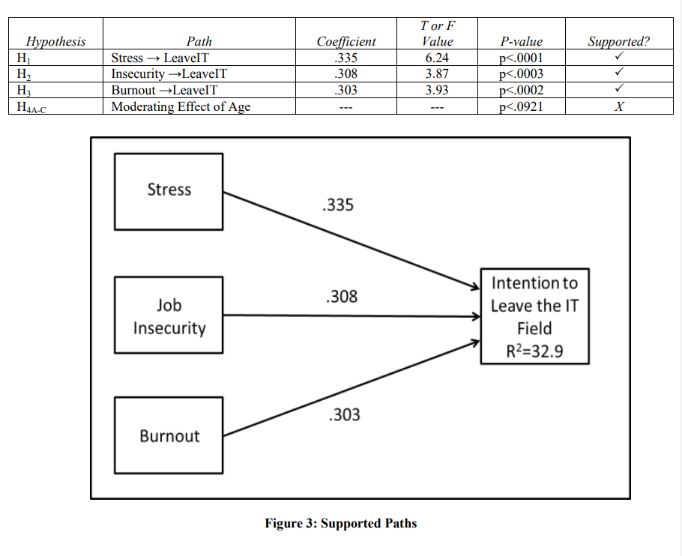 T or F
Hypothesis Path Coefficient Value P-value Supported?
H1 Stress → LeaveIT .335 6.24 p<.0001 ✓
H2 Insecurity →LeaveIT .308 3.87 p<.0003 ✓
H3 Burnout →LeaveIT .303 3.93 p<.0002 ✓
H4A-C Moderating Effect of Age --- --- p<.0921 X
Stress
.335
Job
Insecurity
.308
Intention to
Leave the IT
Field
R²=32.9
Burnout
.303
Figure 3: Supported Paths